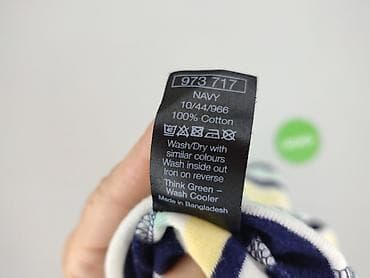 973 717
NAVY
10/44/966
100% Cotton
Wash/Dry with
similar colours
Wash inside out
Iron on reverse
Think Green –
Wash Cooler
Made in Bangladesh